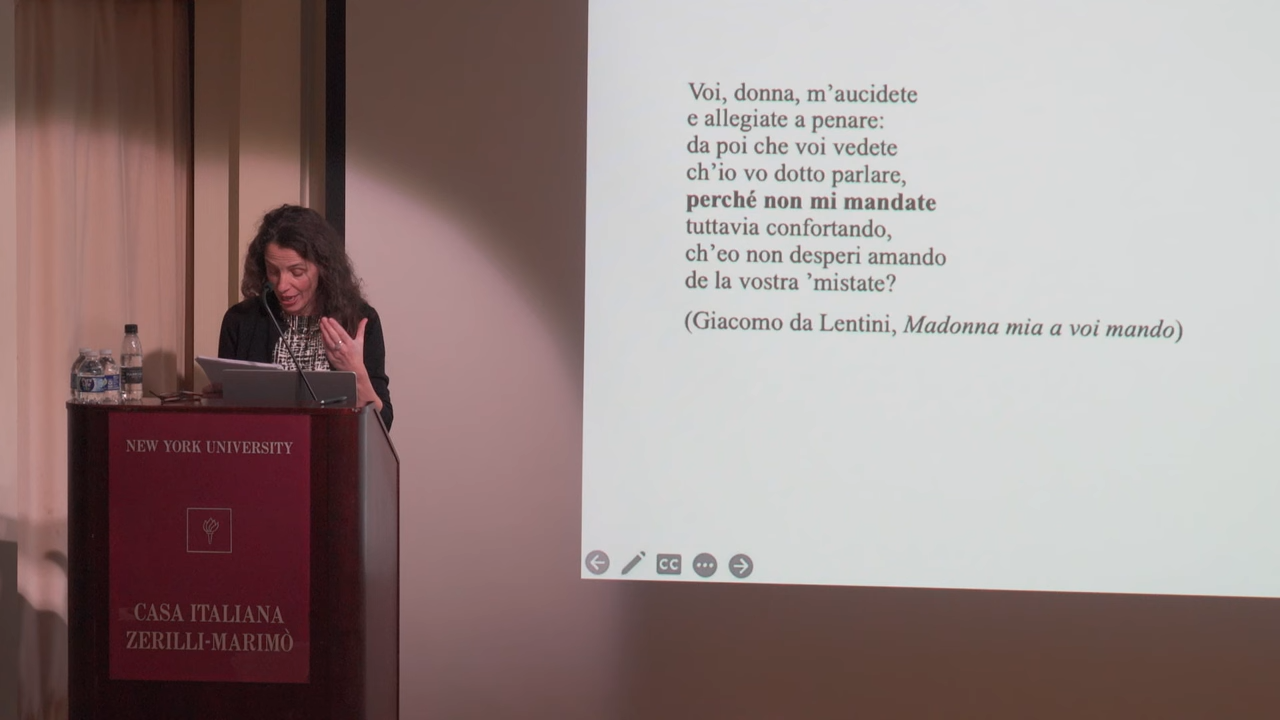 Voi, donna, m’aucidete
e allegiate a penare:
da poi che voi vedete
ch’io vo dotto parlare,
perché non mi mandate
tuttavia confortando,
ch’eo non desperi amando
de la vostra ’mistate?
(Giacomo da Lentini, Madonna mia a voi mando)
CC
NEW YORK UNIVERSITY
CASA ITALIANA
ZERILLI-MARIMÒ